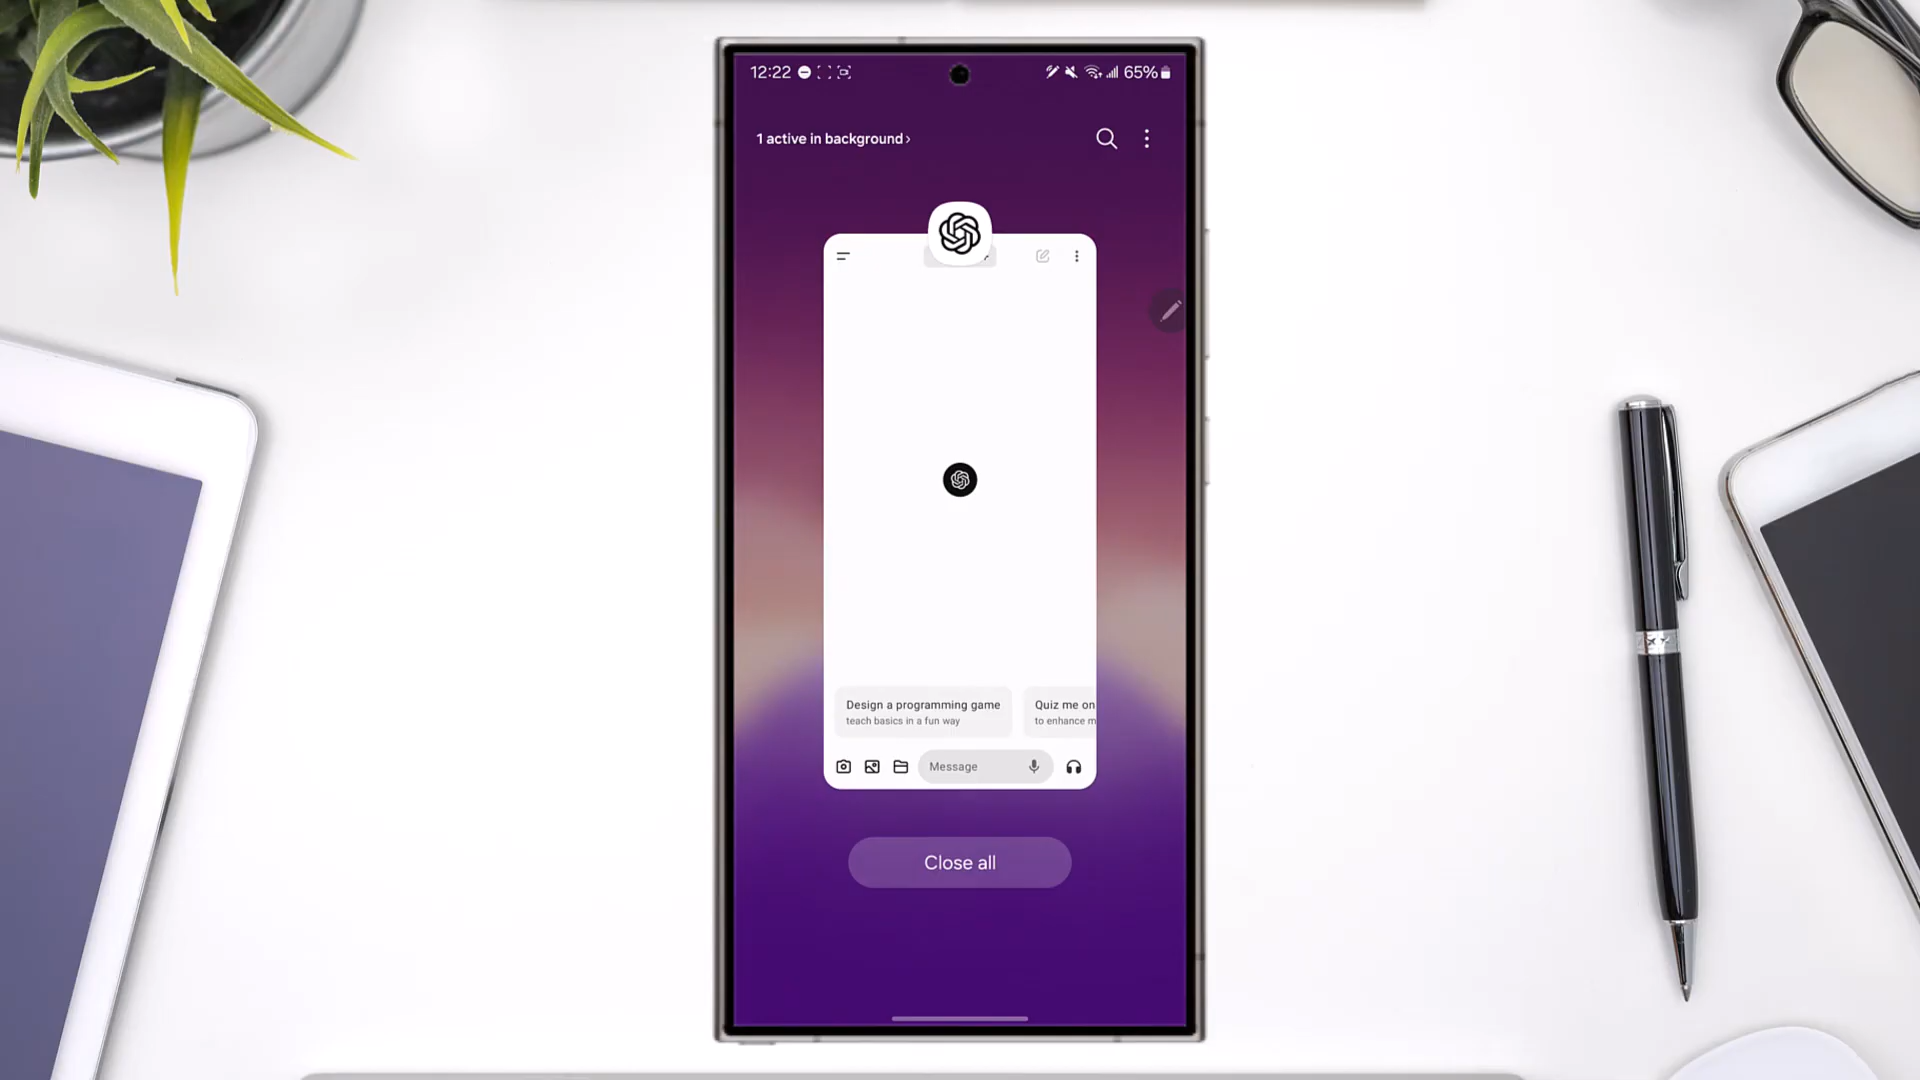 12:22
65%
1 active in background ›
Design a programming game
teach basics in a fun way
Quiz me on
to enhance m
Message
Close all